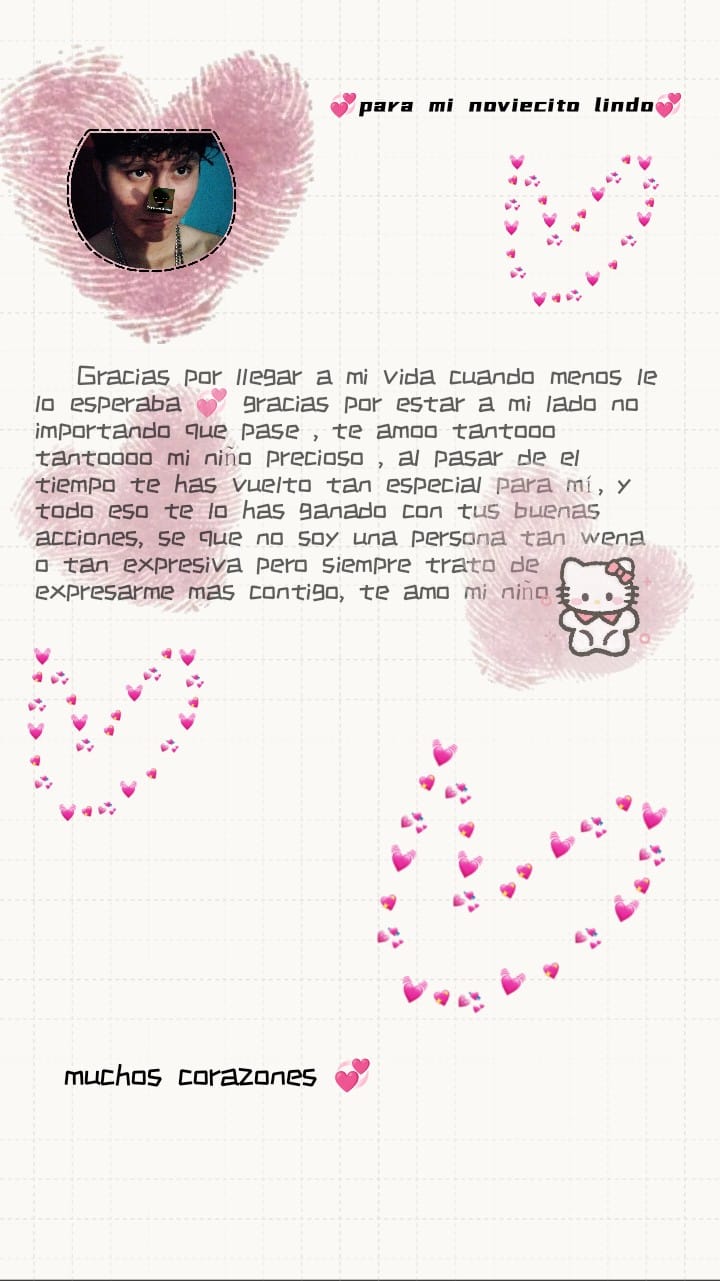 💞para mi noviecito lindo💞
Gracias por llegar a mi vida cuando menos le
lo esperaba 💞 gracias por estar a mi lado no
importando que pase , te amoo tantooo
tantoooo mi niño precioso , al pasar de el
tiempo te has vuelto tan especial para mí, y
todo eso te lo has ganado con tus buenas
acciones, se que no soy una persona tan wena
o tan expresiva pero siempre trato de
expresarme mas contigo, te amo mi niño
muchos corazones 💞